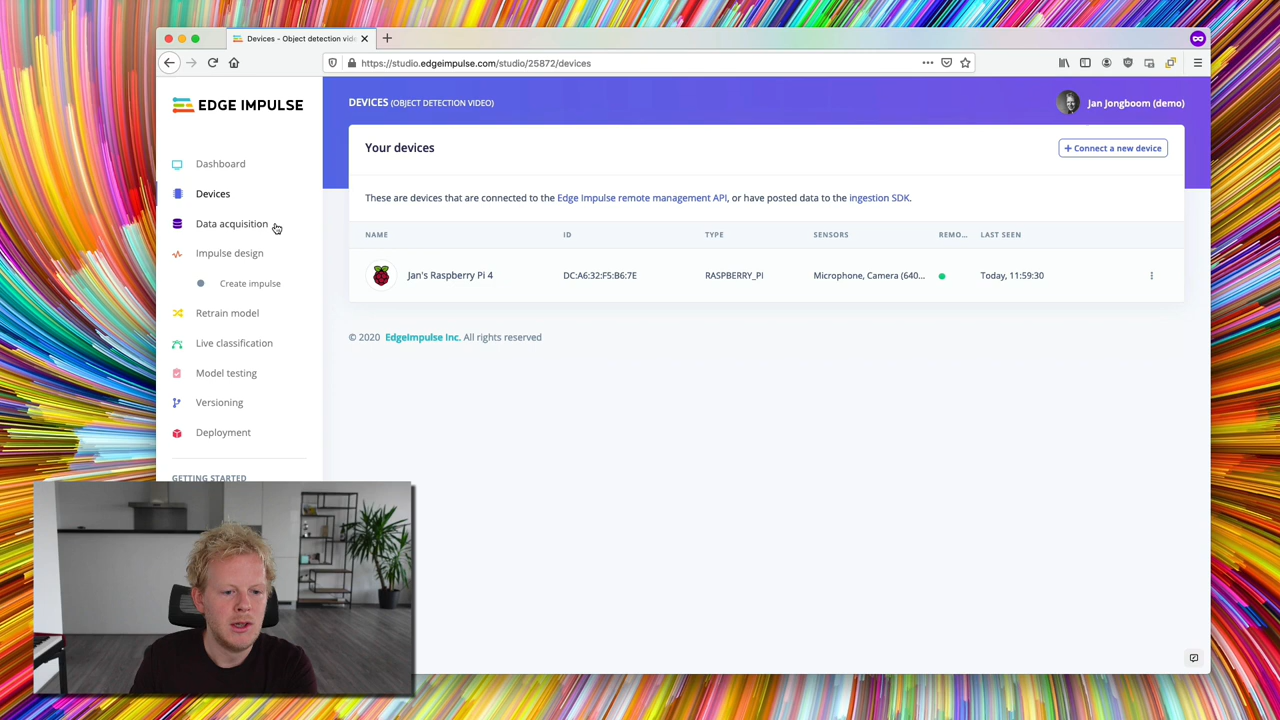 Devices - Object detection vide
https://studio.edgeimpulse.com/studio/25872/devices
EDGE IMPULSE
DEVICES (OBJECT DETECTION VIDEO)
Jan Jongboom (demo)
Dashboard
Devices
Data acquisition
Impulse design
Create impulse
Retrain model
Live classification
Model testing
Versioning
Deployment
GETTING STARTED
Your devices
+ Connect a new device
These are devices that are connected to the Edge Impulse remote management API, or have posted data to the ingestion SDK.
NAME ID TYPE SENSORS REMO... LAST SEEN
Jan's Raspberry Pi 4 DC:A6:32:F5:B6:7E RASPBERRY_PI Microphone, Camera (640... Today, 11:59:30
© 2020 EdgeImpulse Inc. All rights reserved